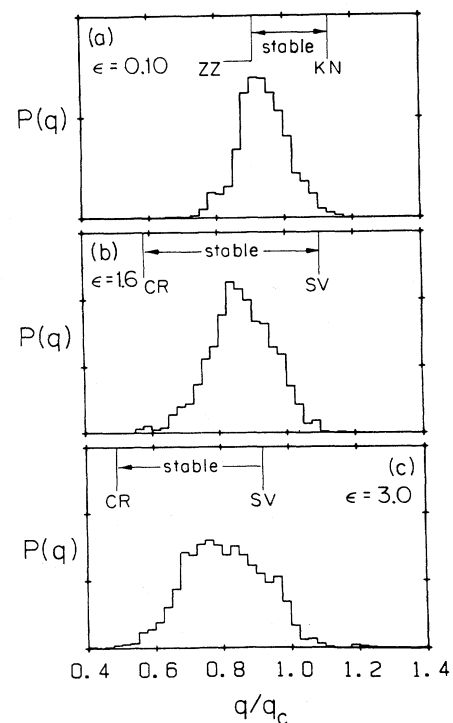 (a)
ϵ = 0.10
stable
ZZ
KN
P(q)
(b)
ϵ=1.6
stable
CR
SV
P(q)
(c)
ϵ = 3.0
stable
CR
SV
P(q)
0.4 0.6 0.8 1.0 1.2 1.4
q/qc